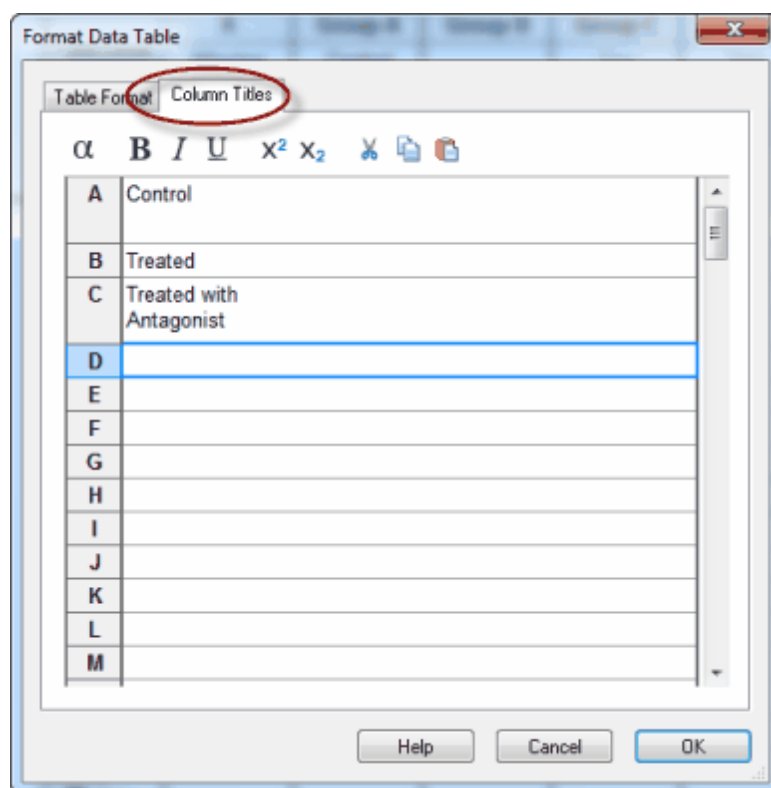 Format Data Table
Table Format Column Titles
α B I U X² X₂
A Control
B Treated
C Treated with
Antagonist
D
E
F
G
H
I
J
K
L
M
Help Cancel OK